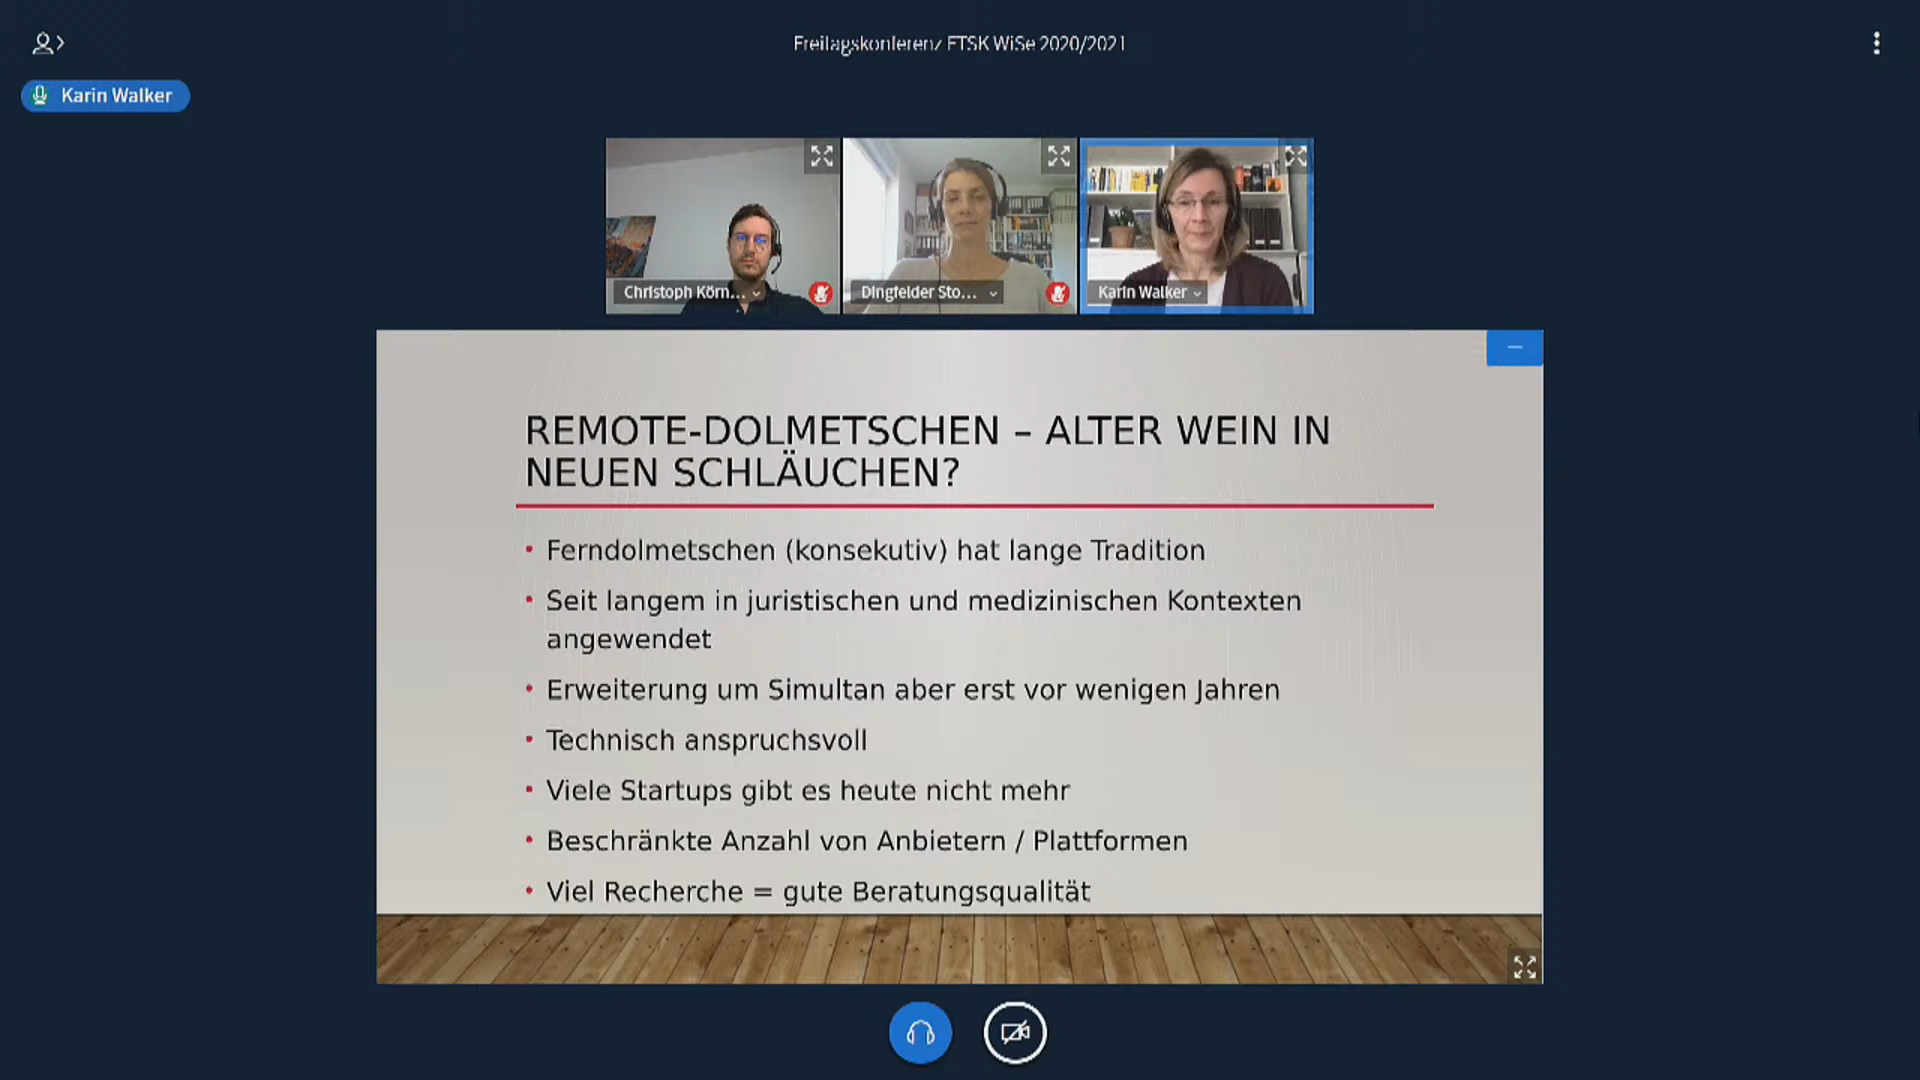 Freitagskonferenz FTSK WiSe 2020/2021
Karin Walker
Christoph Körn...
Dingfelder Sto...
Karin Walker
REMOTE-DOLMETSCHEN – ALTER WEIN IN
NEUEN SCHLÄUCHEN?
• Ferndolmetschen (konsekutiv) hat lange Tradition
• Seit langem in juristischen und medizinischen Kontexten
angewendet
• Erweiterung um Simultan aber erst vor wenigen Jahren
• Technisch anspruchsvoll
• Viele Startups gibt es heute nicht mehr
• Beschränkte Anzahl von Anbietern / Plattformen
• Viel Recherche = gute Beratungsqualität